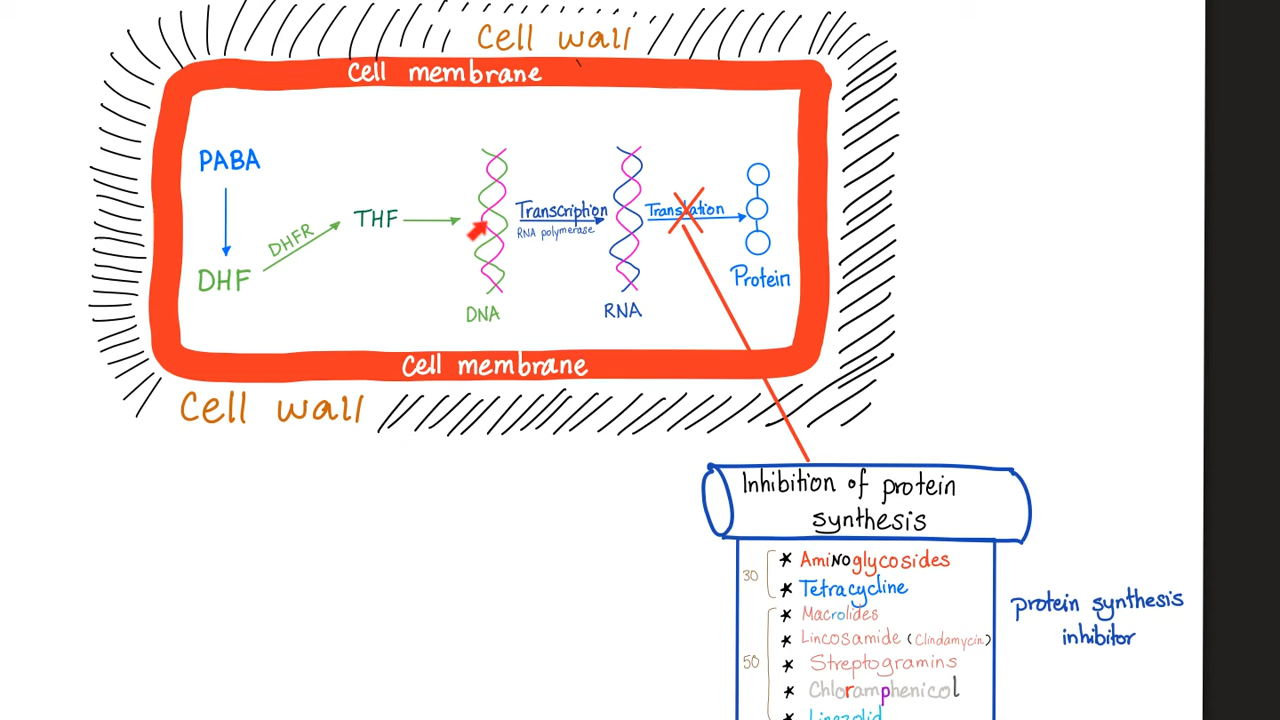 Cell wall
Cell membrane
PABA
DHFR
THF
DHF
Transcription
RNA polymerase
Translation
DNA
RNA
Protein
Cell membrane
Cell wall
Inhibition of protein
synthesis
30
★ AmiNoglycosides
★ Tetracycline
50
★ Macrolides
★ Lincosamide (Clindamycin)
★ Streptogramins
★ Chloramphenicol
Linezolid
protein synthesis
inhibitor